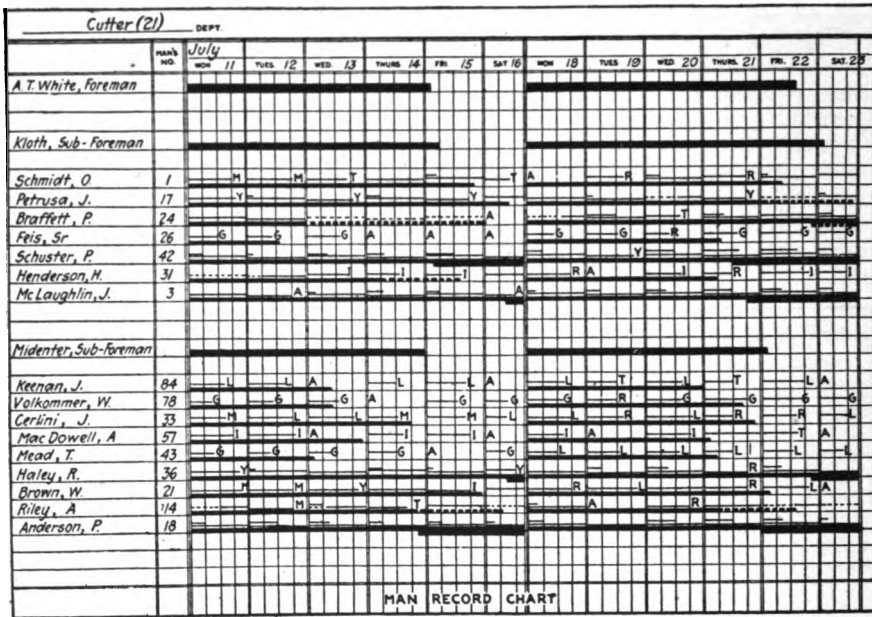 Cutter (21) DEPT.
MAN'S NO. July
MON 11 TUES. 12 WED. 13 THURS 14 FRI 15 SAT 16 MON 18 TUES 19 WED. 20 THURS. 21 FRI. 22 SAT. 23
A.T. White, Foreman
Kloth, Sub-Foreman
Schmidt, O. 1 M M T T A R R
Petrusa, J. 17 Y Y Y Y
Braffett, P. 24 A T
Feis, Sr 26 G G G A A A G G R G G G
Schuster, P. 42 Y
Henderson, H. 31 I I I R A I R I I
McLaughlin, J. 3 A A
Midenter, Sub-Foreman
Keenan, J. 84 L L A L L A L T L T L A
Volkommer, W. 78 G G G A G G G R G G G G
Cerlini, J. 33 M L L M M L L R L R R L
MacDowell, A 57 I I A I I A I A I I T A
Mead, T. 43 G G G G A G L L L L L L
Haley, R. 36 Y Y R
Brown, W. 21 M M Y I R L R L A
Riley, A 114 M T A R
Anderson, P. 18
MAN RECORD CHART